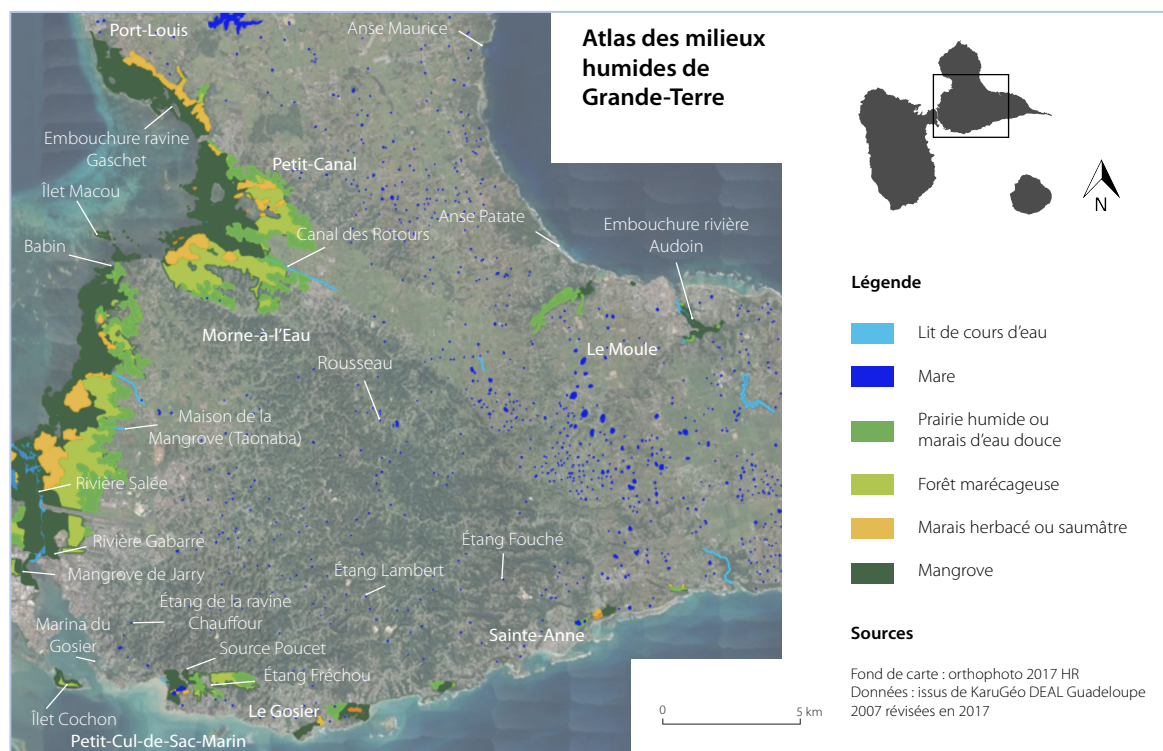 Atlas des milieux
humides de
Grande-Terre
Port-Louis
Anse Maurice
Embouchure ravine
Gaschet
Petit-Canal
Îlet Macou
Anse Patate
Embouchure rivière
Audoin
Canal des Rotours
Babin
Morne-à-l'Eau
Le Moule
Rousseau
Maison de la
Mangrove (Taonaba)
Rivière Salée
Rivière Gabarre
Étang Fouché
Mangrove de Jarry
Étang Lambert
Étang de la ravine
Chauffour
Marina du
Gosier
Sainte-Anne
Source Poucet
Étang Fréchou
Le Gosier
Îlet Cochon
Petit-Cul-de-Sac-Marin
0 5 km
N
Légende
Lit de cours d'eau
Mare
Prairie humide ou
marais d'eau douce
Forêt marécageuse
Marais herbacé ou saumâtre
Mangrove
Sources
Fond de carte : orthophoto 2017 HR
Données : issus de KaruGéo DEAL Guadeloupe
2007 révisées en 2017